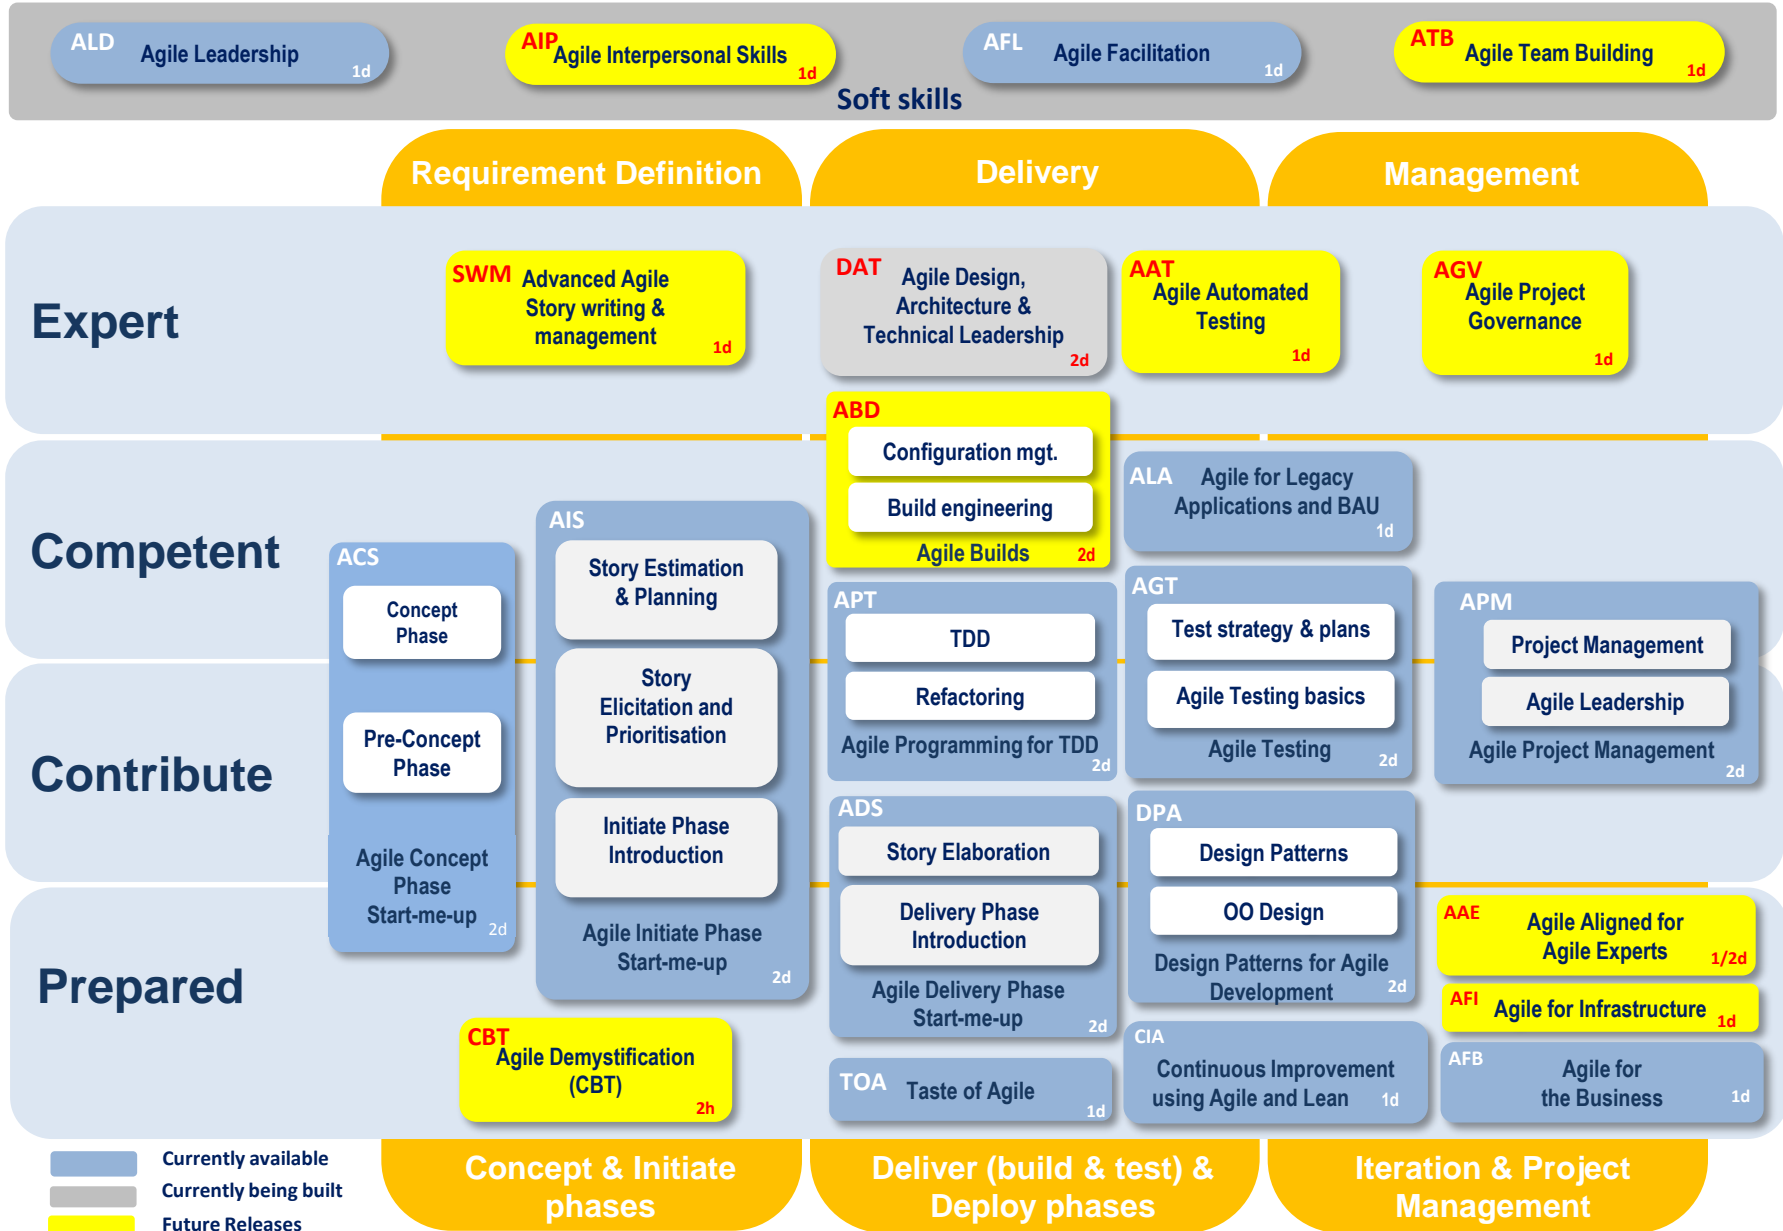 ALD
Agile Leadership
1d
AIP
Agile Interpersonal Skills
1d
AFL
Agile Facilitation
1d
ATB
Agile Team Building
1d
Soft skills
Requirement Definition
Delivery
Management
Expert
SWM
Advanced Agile
Story writing &
management
1d
DAT
Agile Design,
Architecture &
Technical Leadership
2d
AAT
Agile Automated
Testing
1d
AGV
Agile Project
Governance
1d
Competent
ABD
Configuration mgt.
Build engineering
Agile Builds
2d
ALA
Agile for Legacy
Applications and BAU
1d
ACS
Concept
Phase
Pre-Concept
Phase
Agile Concept
Phase
Start-me-up
2d
AIS
Story Estimation
& Planning
Story
Elicitation and
Prioritisation
Initiate Phase
Introduction
Agile Initiate Phase
Start-me-up
2d
APT
TDD
Refactoring
Agile Programming for TDD
2d
AGT
Test strategy & plans
Agile Testing basics
Agile Testing
2d
APM
Project Management
Agile Leadership
Agile Project Management
2d
Contribute
ADS
Story Elaboration
Delivery Phase
Introduction
Agile Delivery Phase
Start-me-up
2d
DPA
Design Patterns
OO Design
Design Patterns for Agile
Development
2d
Prepared
AAE
Agile Aligned for
Agile Experts
1/2d
AFI
Agile for Infrastructure
1d
CBT
Agile Demystification
(CBT)
2h
TOA
Taste of Agile
1d
CIA
Continuous Improvement
using Agile and Lean
1d
AFB
Agile for
the Business
1d
Currently available
Currently being built
Future Releases
Concept & Initiate
phases
Deliver (build & test) &
Deploy phases
Iteration & Project
Management